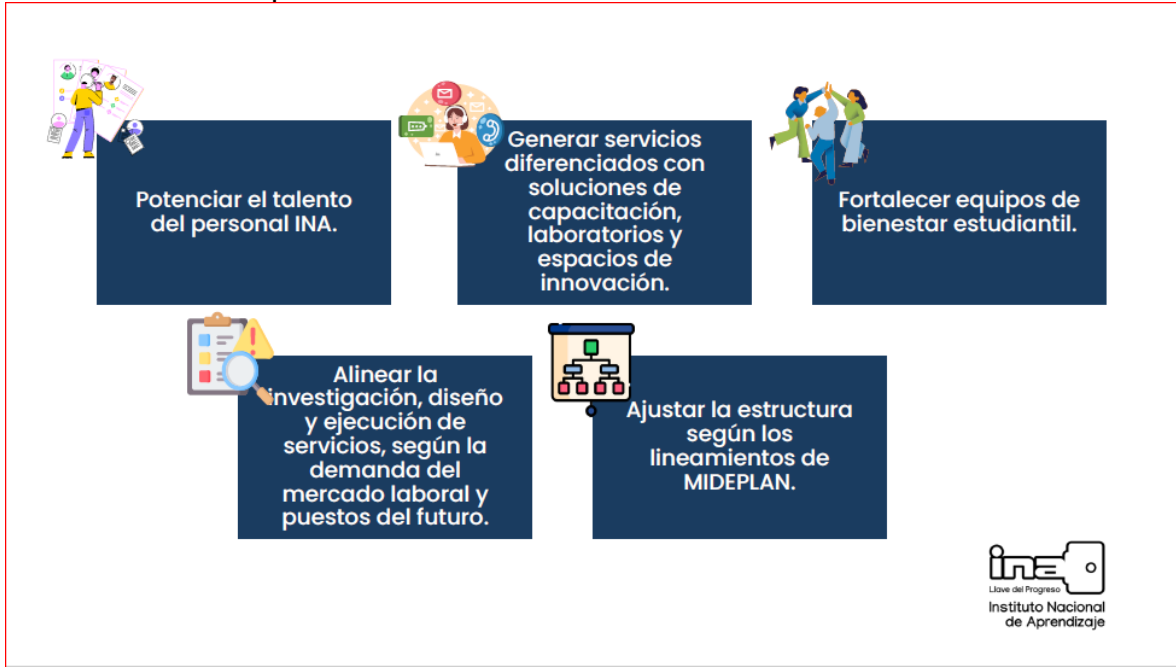 Potenciar el talento
del personal INA.
Generar servicios
diferenciados con
soluciones de
capacitación,
laboratorios y
espacios de
innovación.
Fortalecer equipos de
bienestar estudiantil.
Alinear la
investigación, diseño
y ejecución de
servicios, según la
demanda del
mercado laboral y
puestos del futuro.
Ajustar la estructura
según los
lineamientos de
MIDEPLAN.
ina
Llave del Progreso
Instituto Nacional
de Aprendizaje